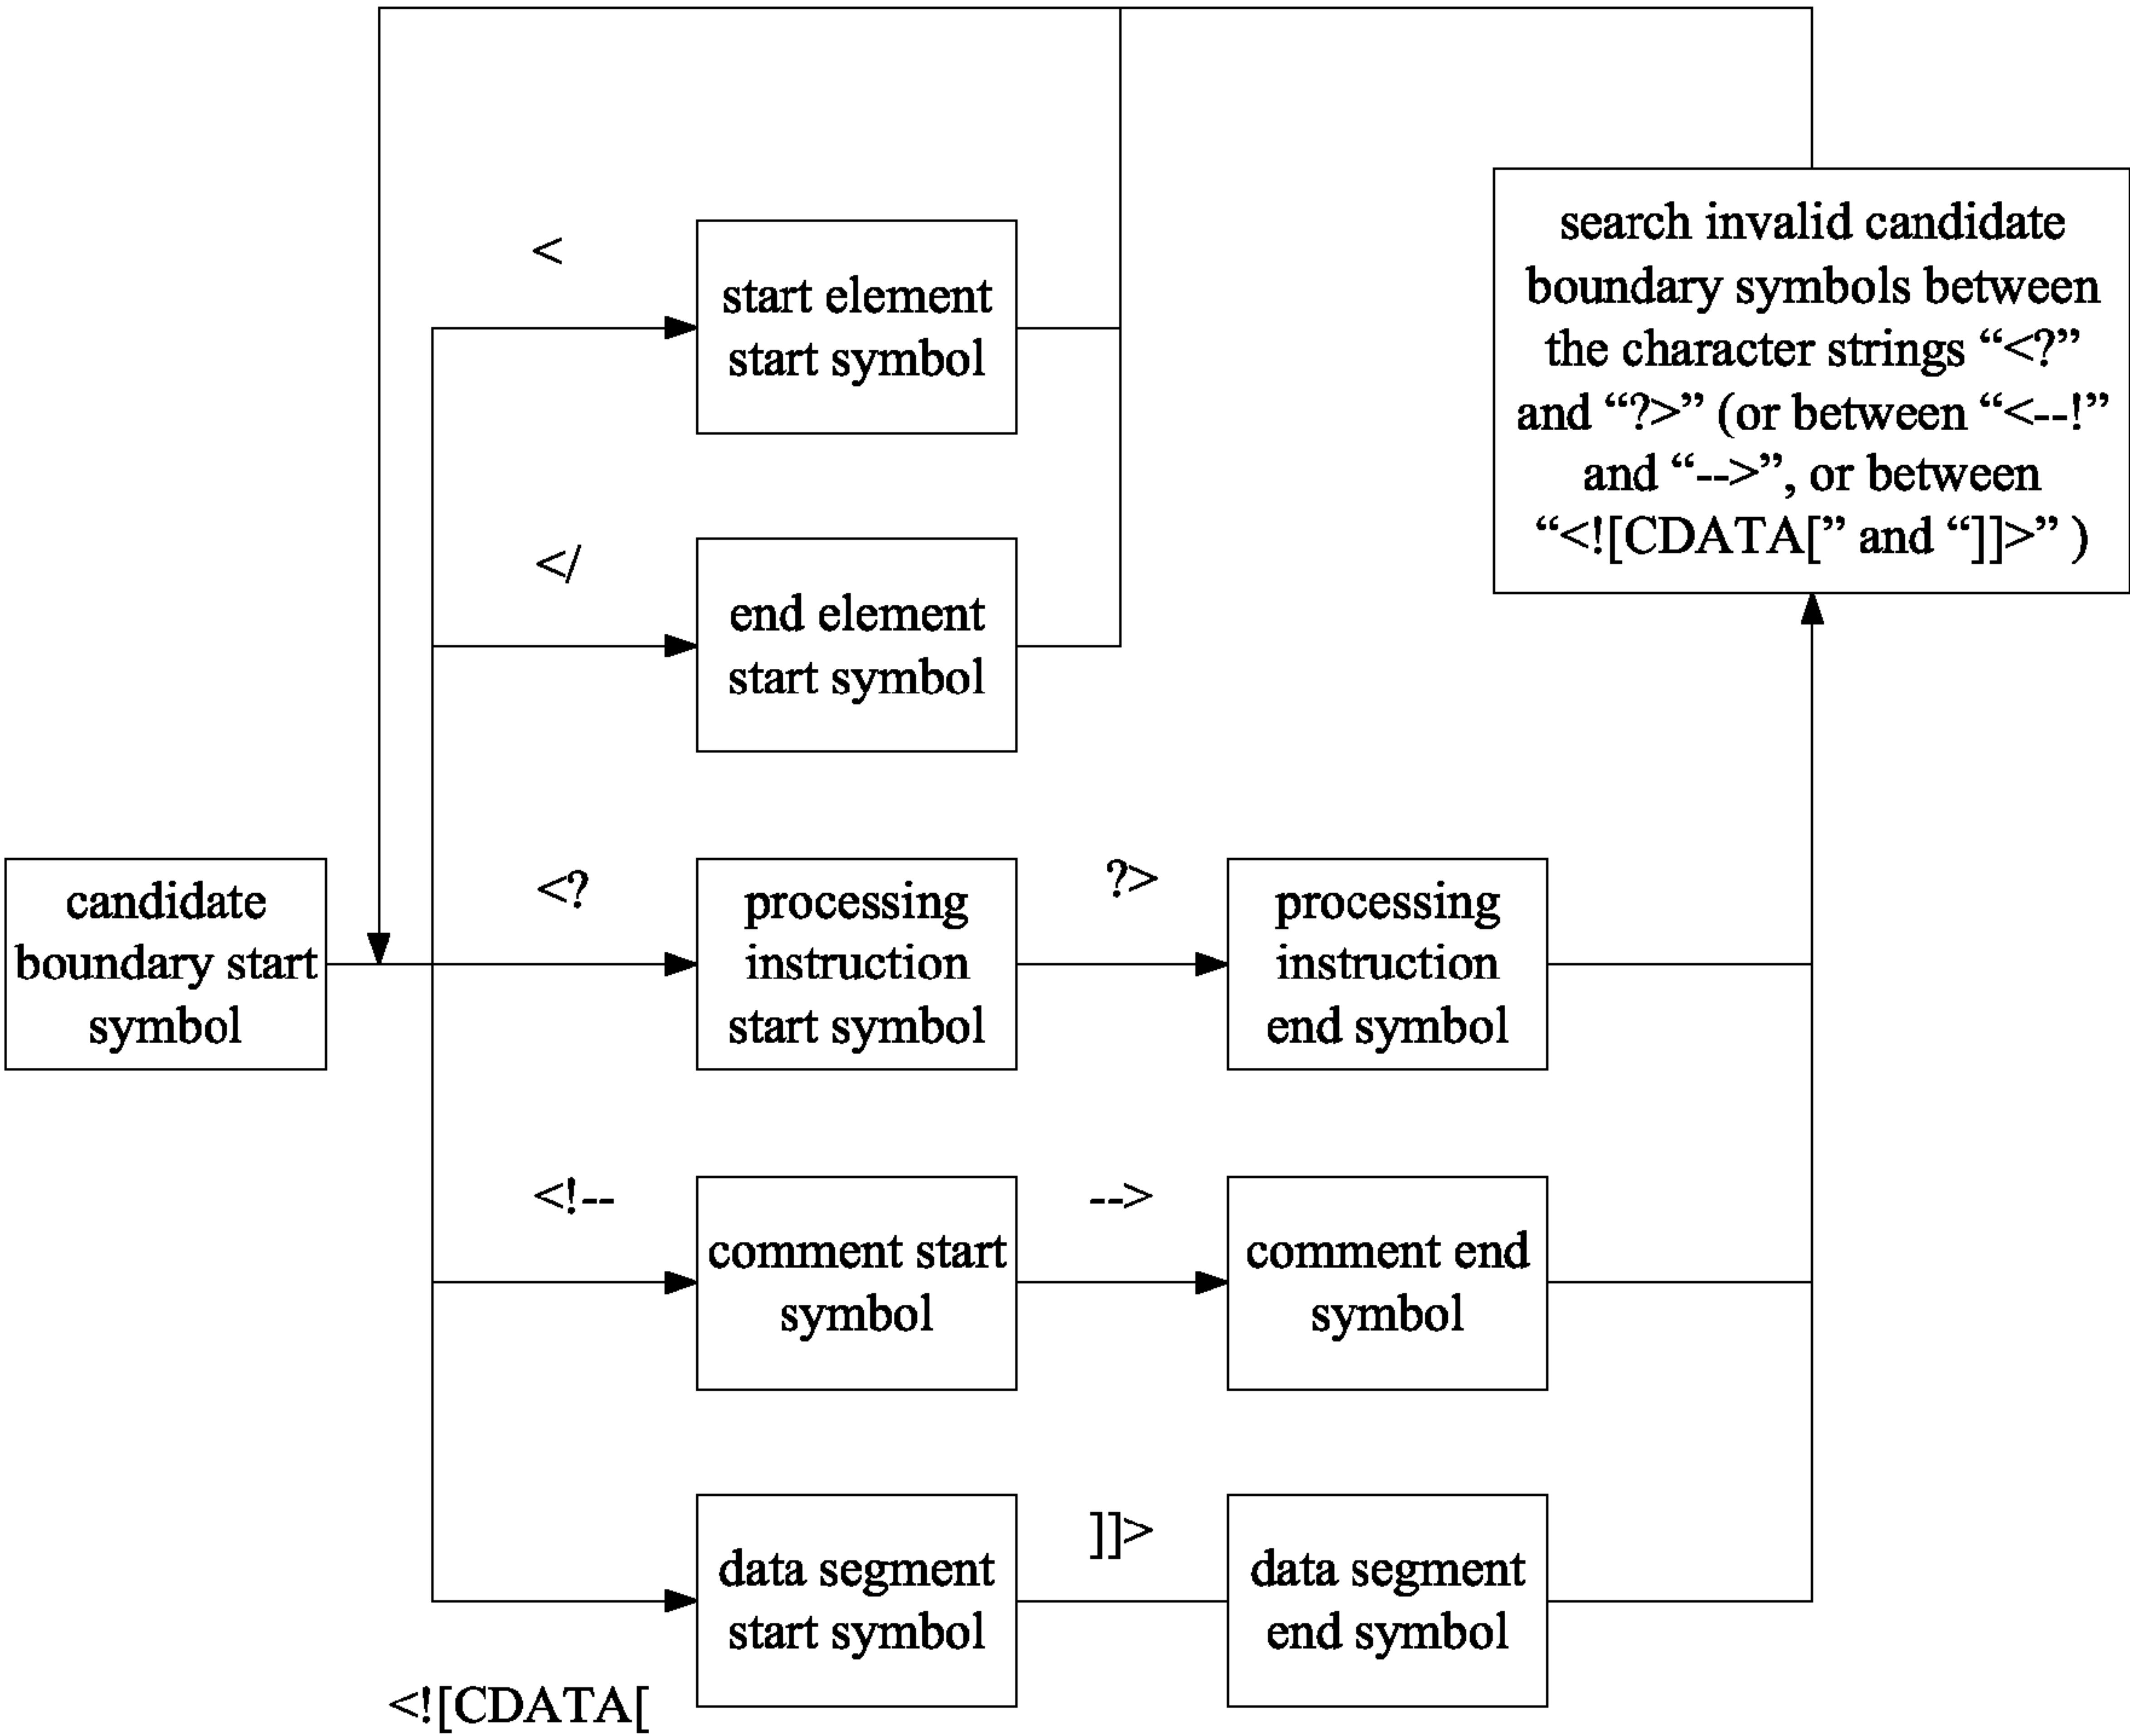 <
start element
start symbol
search invalid candidate
boundary symbols between
the character strings “<?”
and “?>” (or between “<--!”
and “-->”, or between
“<![CDATA[” and “]]>” )
</
end element
start symbol
candidate
boundary start
symbol
<?
processing
instruction
start symbol
?>
processing
instruction
end symbol
<!--
comment start
symbol
-->
comment end
symbol
<![CDATA[
data segment
start symbol
]]>
data segment
end symbol